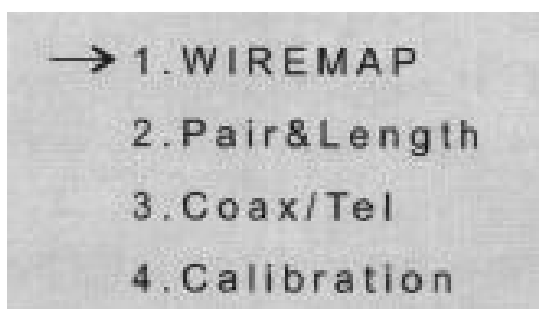 →1.WIREMAP
2.Pair&Length
3.Coax/Tel
4.Calibration